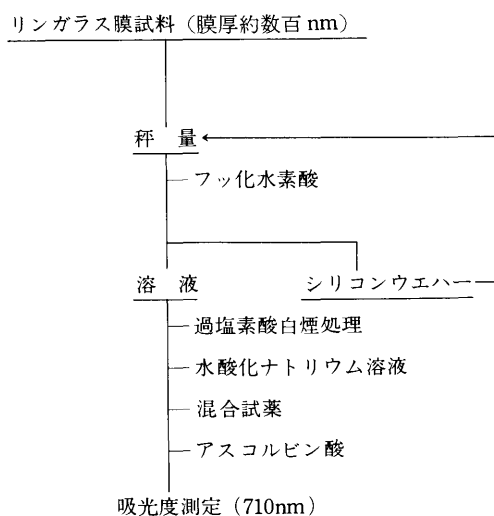 リンガラス膜試料（膜厚約数百nm）
秤　量
フッ化水素酸
溶　液
シリコンウエハー
過塩素酸白煙処理
水酸化ナトリウム溶液
混合試薬
アスコルビン酸
吸光度測定（710nm）